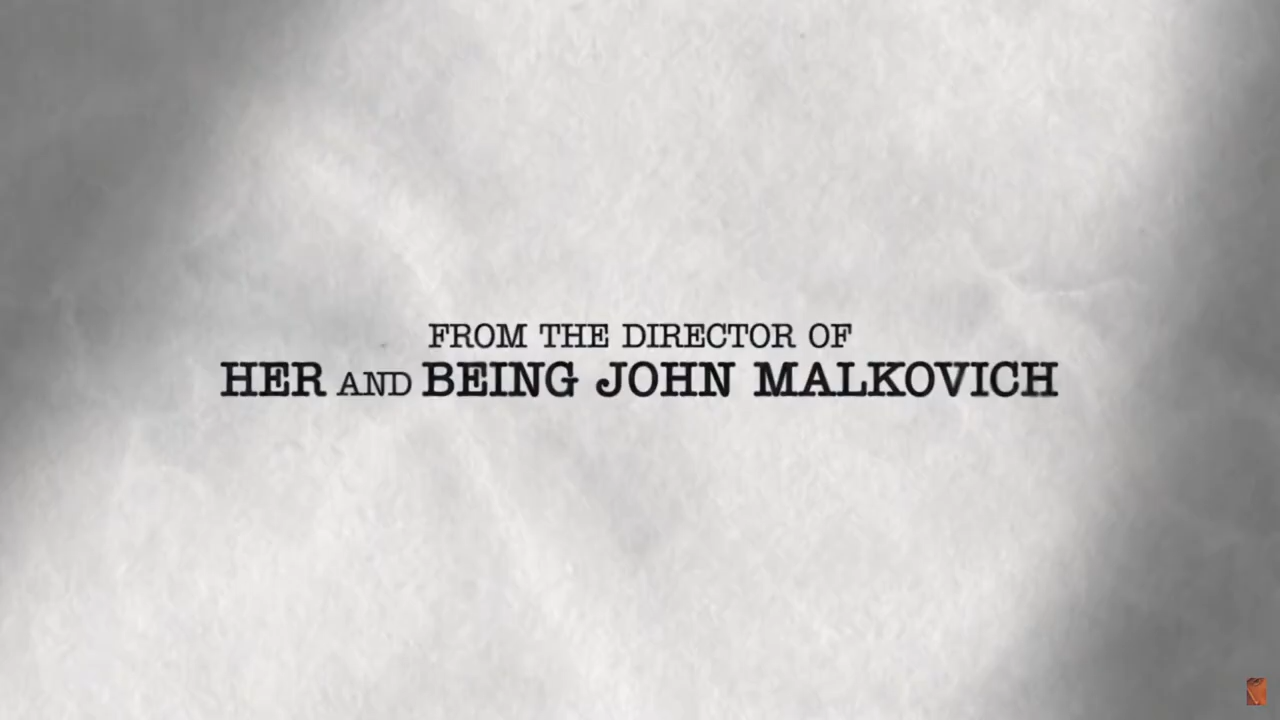 FROM THE DIRECTOR OF
HER AND BEING JOHN MALKOVICH